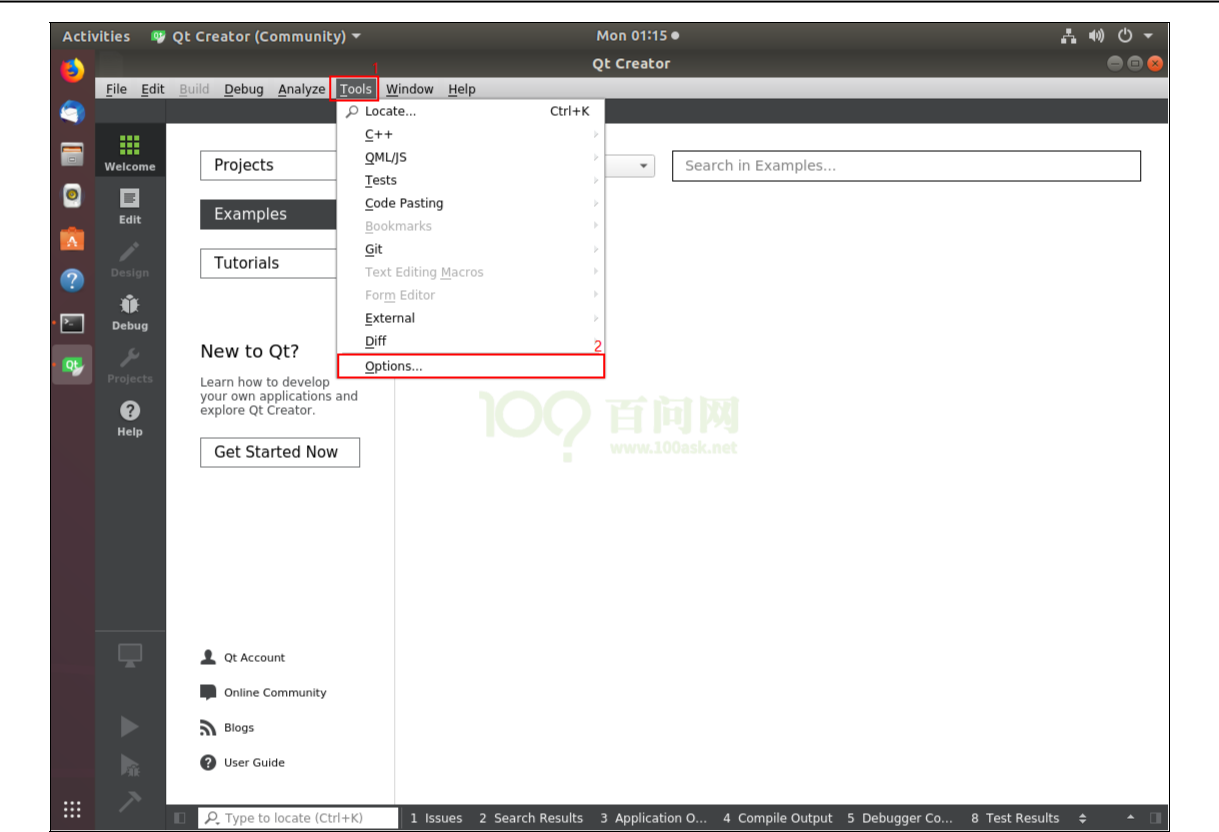 Activities Qt Creator (Community) Mon 01:15
Qt Creator
1
File Edit Build Debug Analyze Tools Window Help
Locate... Ctrl+K
C++
QML/JS
Tests
Code Pasting
Bookmarks
Git
Text Editing Macros
Form Editor
External
Diff
2
Options...
Welcome
Edit
Design
Debug
Projects
Help
Projects
Search in Examples...
Examples
Tutorials
New to Qt?
Learn how to develop
your own applications and
explore Qt Creator.
Get Started Now
100 百问网
www.100ask.net
Qt Account
Online Community
Blogs
User Guide
Type to locate (Ctrl+K) 1 Issues 2 Search Results 3 Application O... 4 Compile Output 5 Debugger Co... 8 Test Results